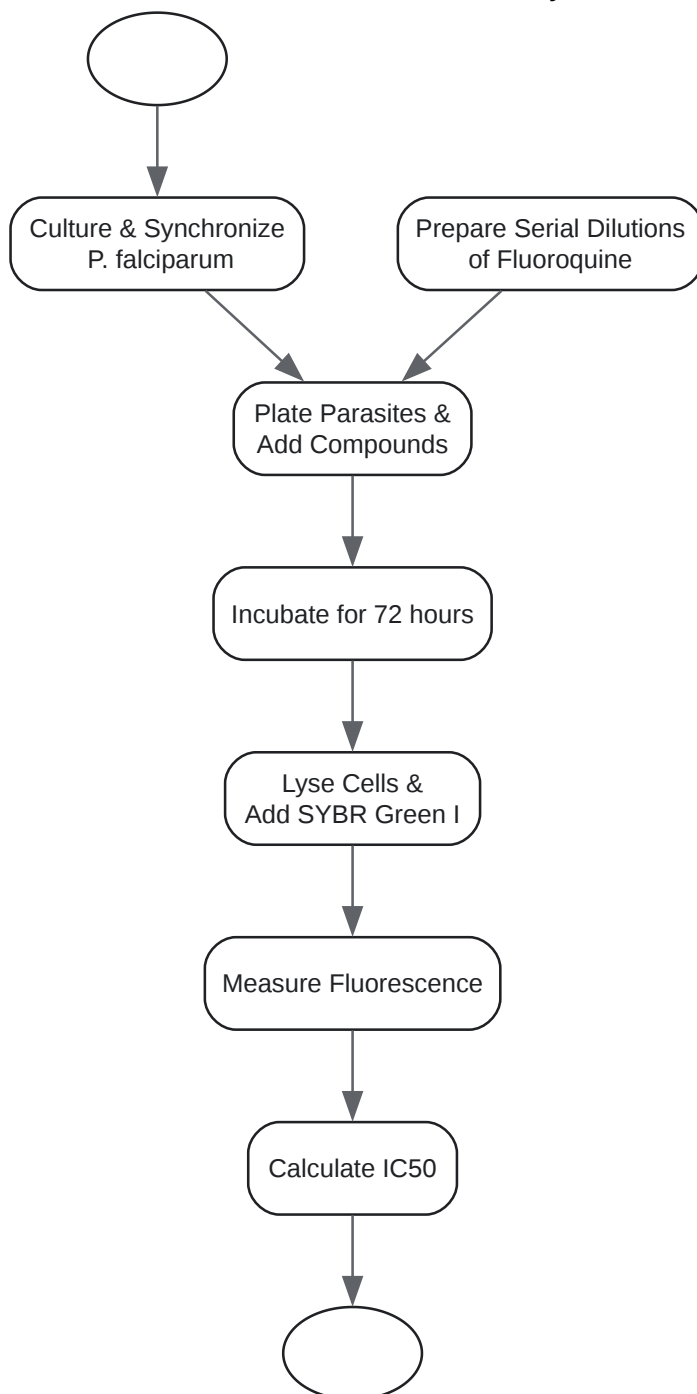 Culture & Synchronize
P. falciparum
Prepare Serial Dilutions
of Fluoroquine
Plate Parasites &
Add Compounds
Incubate for 72 hours
Lyse Cells &
Add SYBR Green I
Measure Fluorescence
Calculate IC50